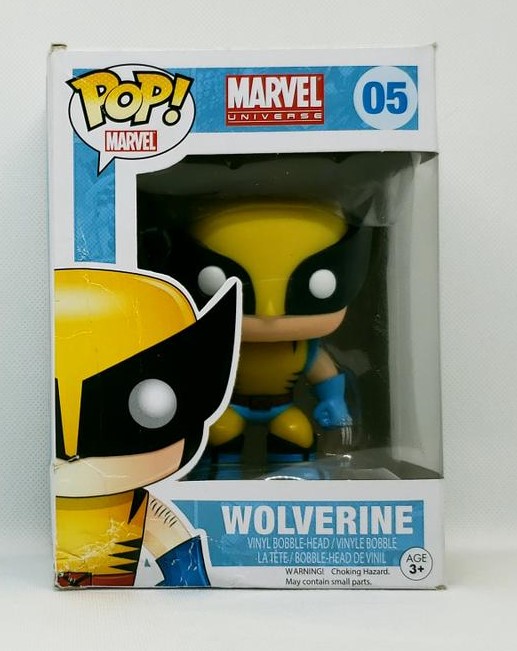 POP!
MARVEL
MARVEL
UNIVERSE
05
WOLVERINE
VINYL BOBBLE-HEAD / VINYLE BOBBLE
LA TÊTE / BOBBLE-HEAD DE VINIL
AGE
3+
WARNING! Choking Hazard.
May contain small parts.